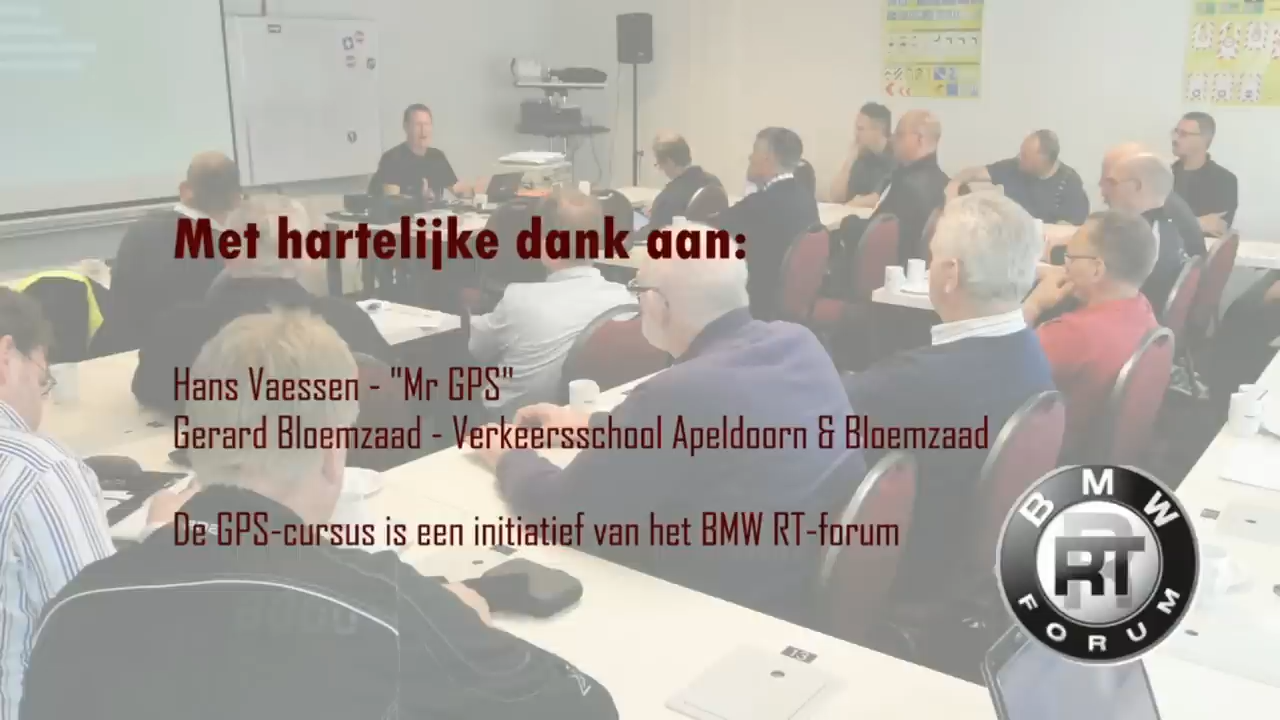 Met hartelijke dank aan:
Hans Vaessen - "Mr GPS"
Gerard Bloemzaad - Verkeersschool Apeldoorn & Bloemzaad
De GPS-cursus is een initiatief van het BMW RT-forum
BMW
RT
FORUM
13